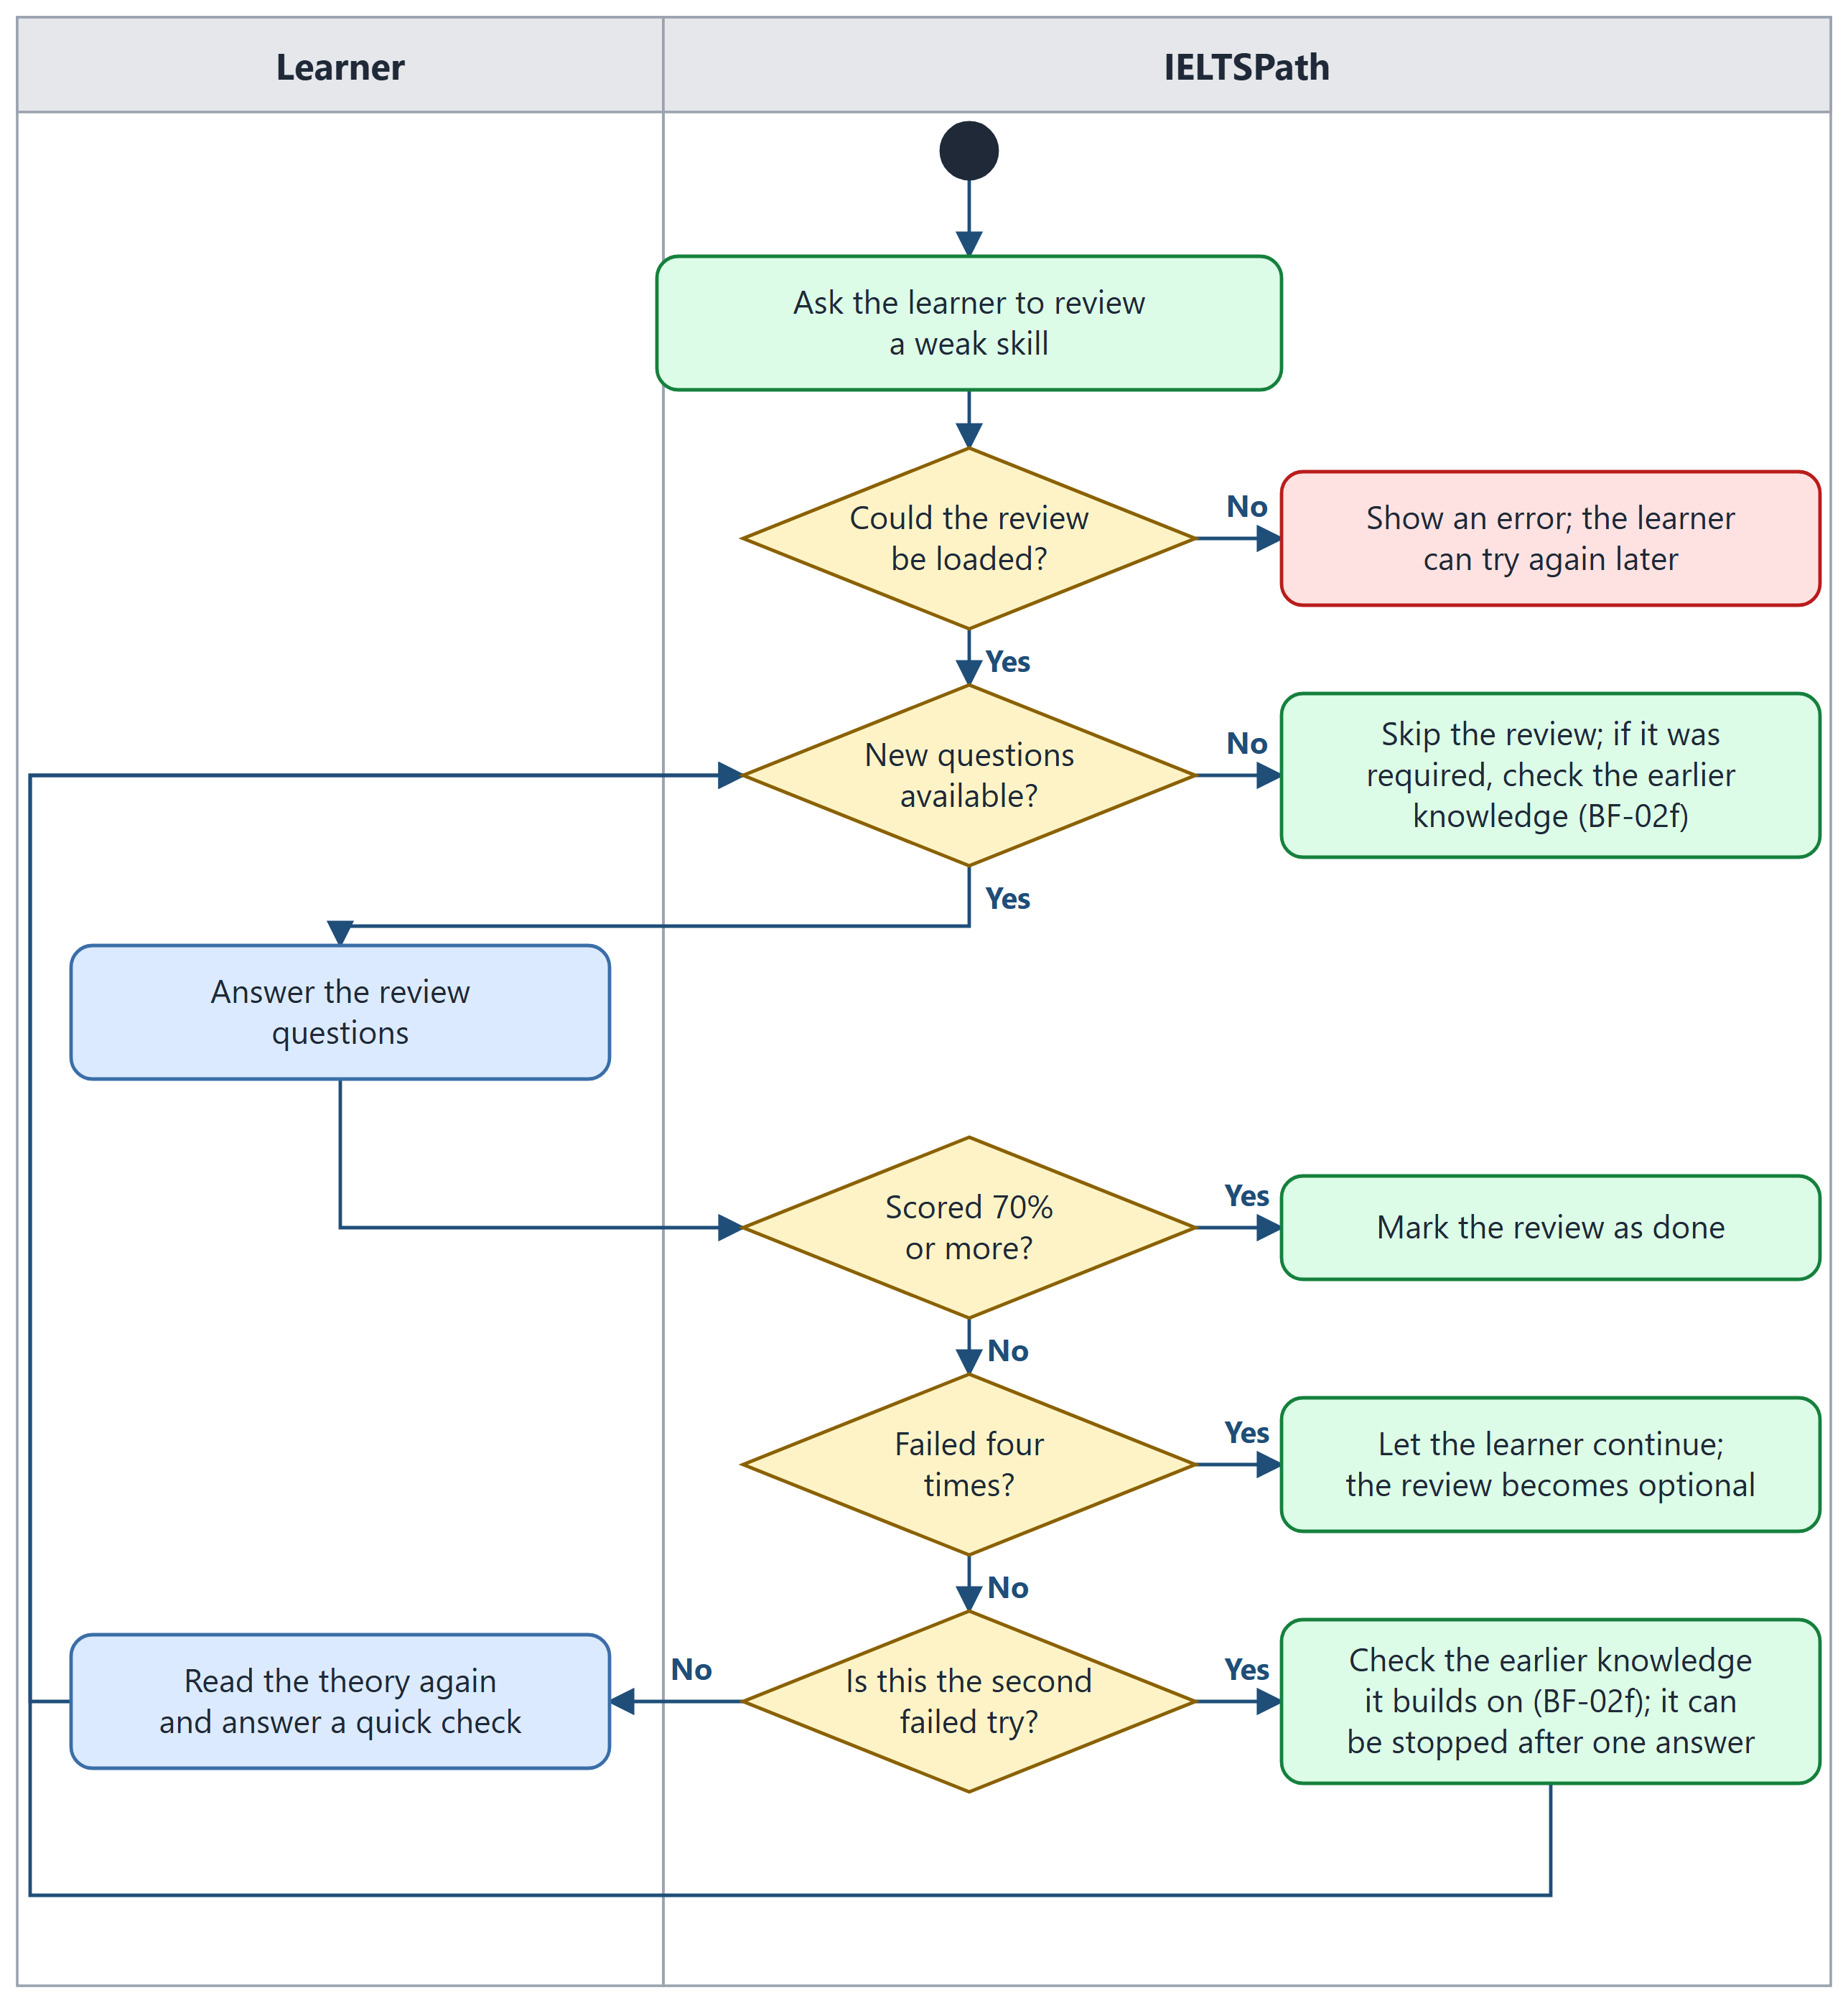 Learner
IELTSPath
Ask the learner to review
a weak skill
Could the review
be loaded?
No
Show an error; the learner
can try again later
Yes
New questions
available?
No
Skip the review; if it was
required, check the earlier
knowledge (BF-02f)
Yes
Answer the review
questions
Scored 70%
or more?
Yes
Mark the review as done
No
Failed four
times?
Yes
Let the learner continue;
the review becomes optional
No
Read the theory again
and answer a quick check
No
Is this the second
failed try?
Yes
Check the earlier knowledge
it builds on (BF-02f); it can
be stopped after one answer